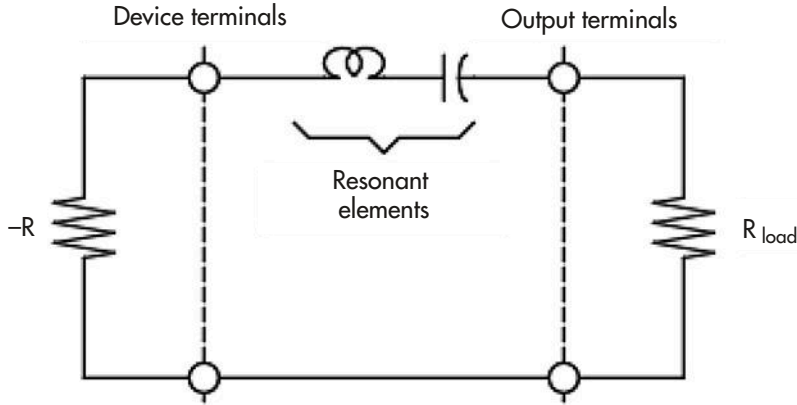 Device terminals
Output terminals
Resonant
elements
–R
R load